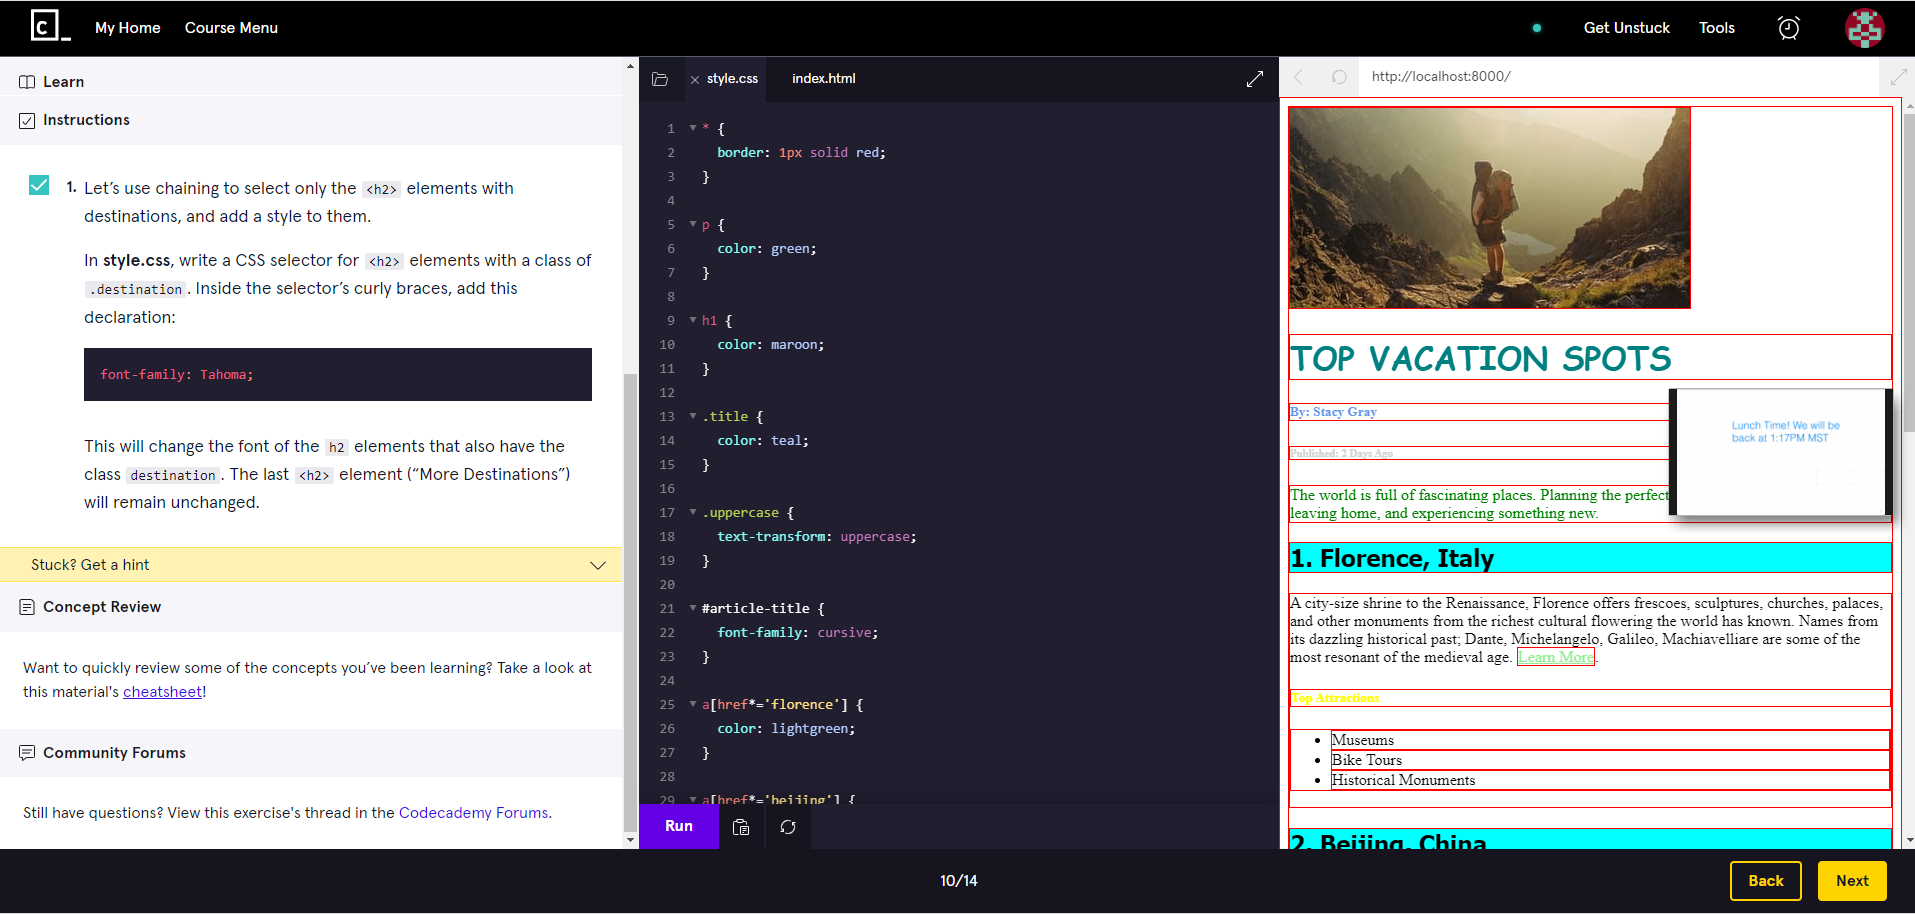 c_
My Home
Course Menu
Get Unstuck
Tools
Learn
Instructions
1. Let's use chaining to select only the <h2> elements with
destinations, and add a style to them.
In style.css, write a CSS selector for <h2> elements with a class of
.destination. Inside the selector's curly braces, add this
declaration:
font-family: Tahoma;
This will change the font of the h2 elements that also have the
class destination. The last <h2> element (“More Destinations”)
will remain unchanged.
Stuck? Get a hint
Concept Review
Want to quickly review some of the concepts you’ve been learning? Take a look at
this material's cheatsheet!
Community Forums
Still have questions? View this exercise's thread in the Codecademy Forums.
style.css
index.html
1 * {
2 border: 1px solid red;
3 }
4
5 p {
6 color: green;
7 }
8
9 h1 {
10 color: maroon;
11 }
12
13 .title {
14 color: teal;
15 }
16
17 .uppercase {
18 text-transform: uppercase;
19 }
20
21 #article-title {
22 font-family: cursive;
23 }
24
25 a[href*='florence'] {
26 color: lightgreen;
27 }
28
29 a[href*='beijing'] {
Run
http://localhost:8000/
TOP VACATION SPOTS
By: Stacy Gray
Published: 2 Days Ago
Lunch Time! We will be
back at 1:17PM MST
The world is full of fascinating places. Planning the perfect
leaving home, and experiencing something new.
1. Florence, Italy
A city-size shrine to the Renaissance, Florence offers frescoes, sculptures, churches, palaces,
and other monuments from the richest cultural flowering the world has known. Names from
its dazzling historical past; Dante, Michelangelo, Galileo, Machiavelliare are some of the
most resonant of the medieval age. Learn More.
Top Attractions
Museums
Bike Tours
Historical Monuments
2. Beijing, China
10/14
Back
Next